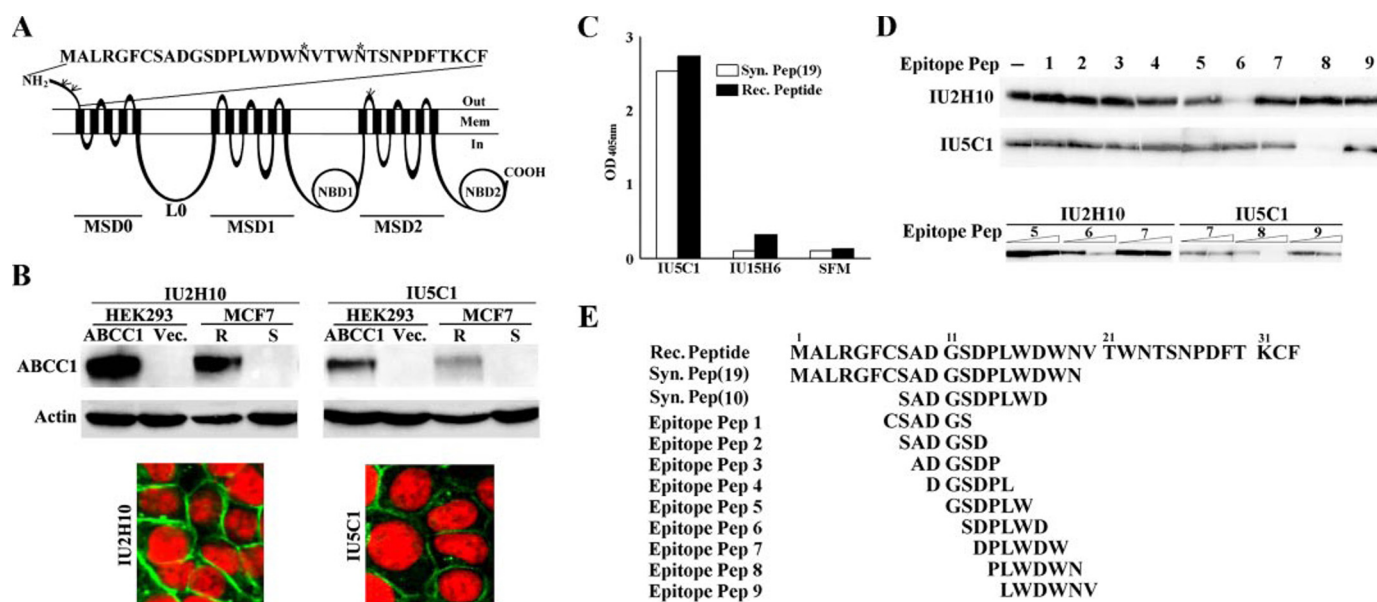 A
MALRGFCSADGSDPLWDWN*VTWN*TSNPDFTKCF
NH2
Out
Mem
In
NBD1
NBD2
COOH
L0
MSD0 MSD1 MSD2
B
IU2H10 IU5C1
HEK293 MCF7 HEK293 MCF7
ABCC1 Vec. R S ABCC1 Vec. R S
ABCC1
Actin
IU2H10
IU5C1
C
3
2
1
0
OD405nm
Syn. Pep(19)
Rec. Peptide
IU5C1 IU15H6 SFM
D
Epitope Pep – 1 2 3 4 5 6 7 8 9
IU2H10
IU5C1
IU2H10 IU5C1
Epitope Pep 5 6 7 7 8 9
E
1 11 21 31
Rec. Peptide MALRGFCSAD GSDPLWDWNV TWNTSNPDFT KCF
Syn. Pep(19) MALRGFCSAD GSDPLWDWN
Syn. Pep(10) SAD GSDPLWD
Epitope Pep 1 CSAD GS
Epitope Pep 2 SAD GSD
Epitope Pep 3 AD GSDP
Epitope Pep 4 D GSDPL
Epitope Pep 5 GSDPLW
Epitope Pep 6 SDPLWD
Epitope Pep 7 DPLWDW
Epitope Pep 8 PLWDWN
Epitope Pep 9 LWDWNV